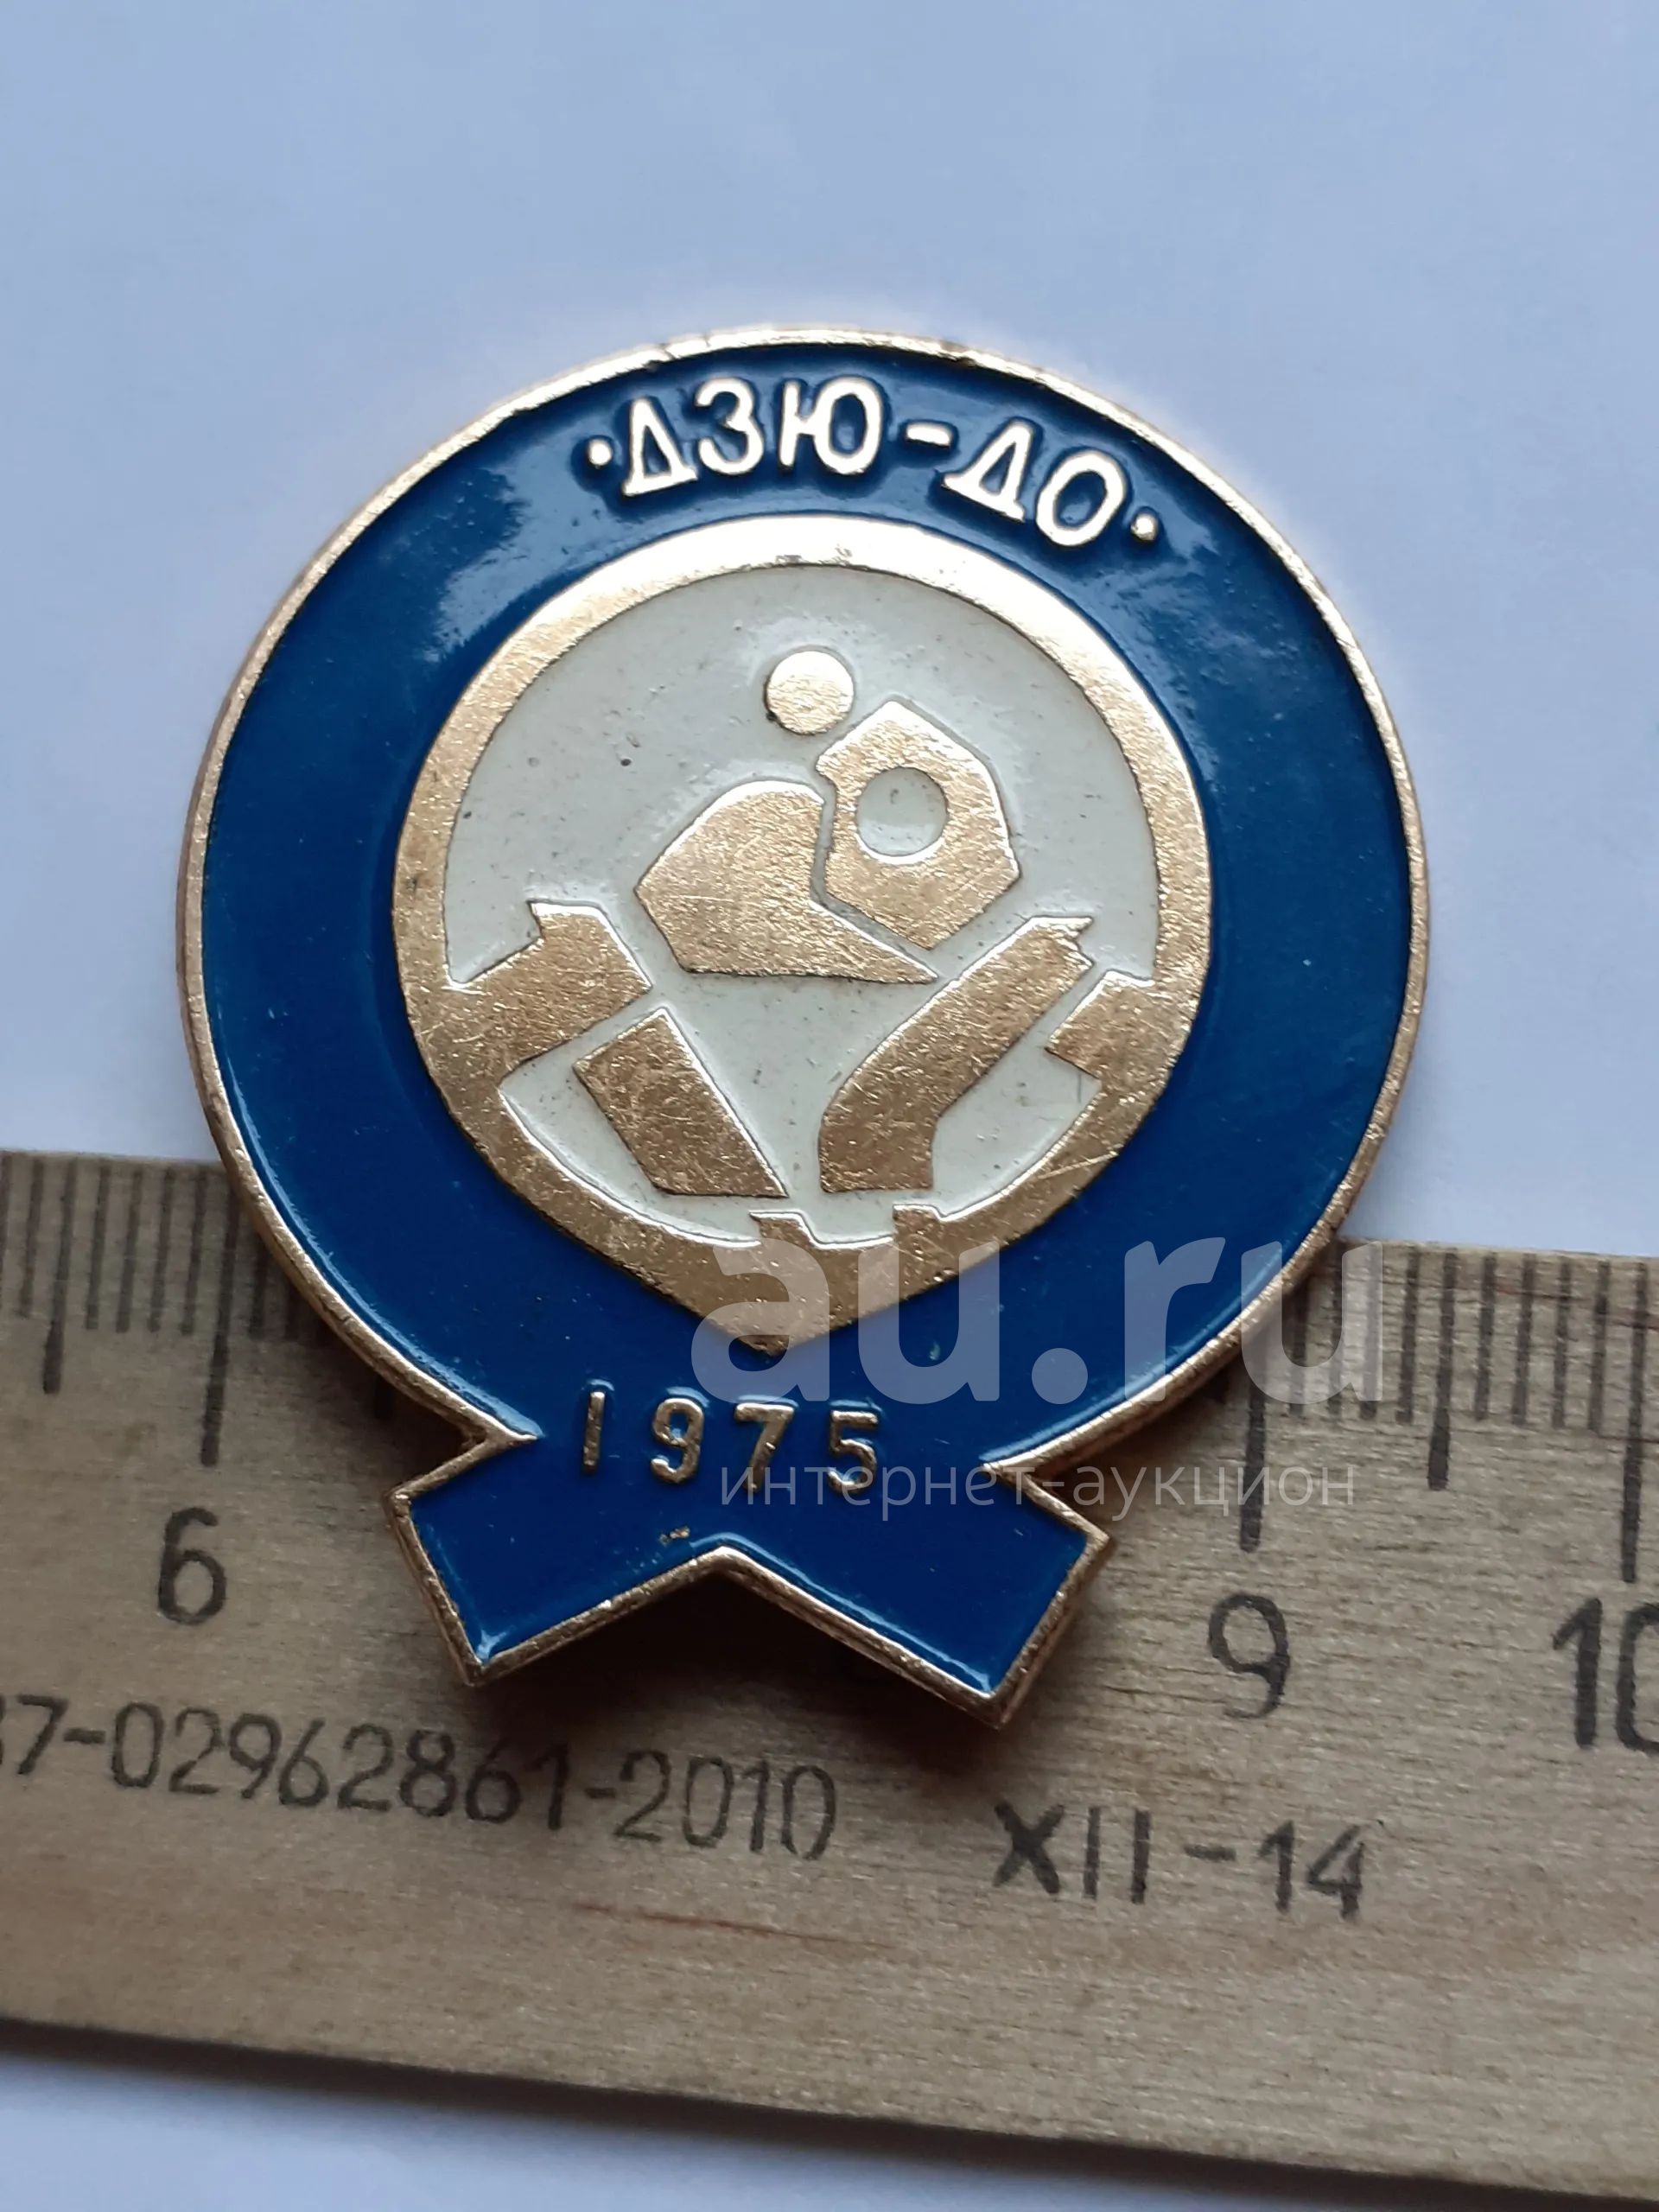 ·ДЗЮ-ДО·
au.ru
1975
интернет-аукцион
6 9 10
37-02962861-2010 XII-14